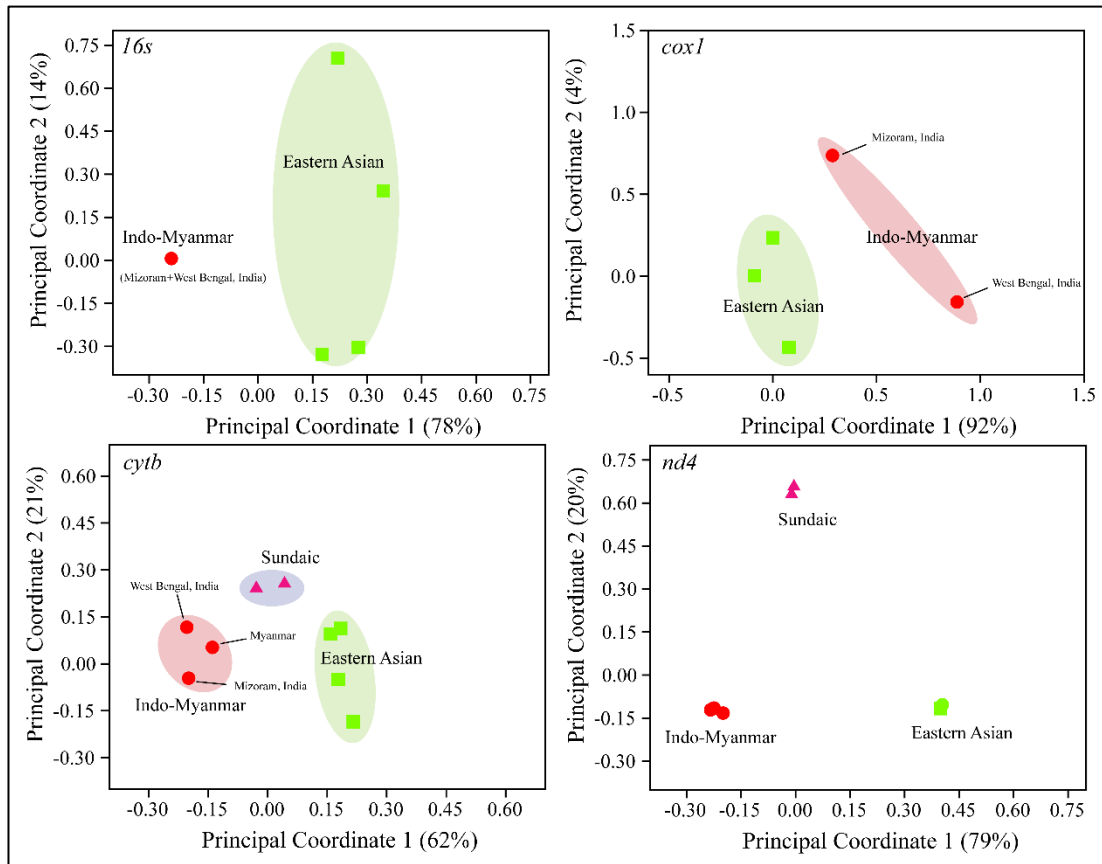 16s
Principal Coordinate 2 (14%)
0.75
0.60
0.45
0.30
0.15
0.00
-0.15
-0.30
Eastern Asian
Indo-Myanmar
(Mizoram+West Bengal, India)
-0.30 -0.15 0.00 0.15 0.30 0.45 0.60 0.75
Principal Coordinate 1 (78%)
cox1
Principal Coordinate 2 (4%)
1.5
1.0
0.5
0.0
-0.5
Mizoram, India
Indo-Myanmar
West Bengal, India
Eastern Asian
-0.5 0.0 0.5 1.0 1.5
Principal Coordinate 1 (92%)
cytb
Principal Coordinate 2 (21%)
0.60
0.45
0.30
0.15
0.00
-0.15
-0.30
Sundaic
West Bengal, India
Myanmar
Eastern Asian
Mizoram, India
Indo-Myanmar
-0.30 -0.15 0.00 0.15 0.30 0.45 0.60
Principal Coordinate 1 (62%)
nd4
Principal Coordinate 2 (20%)
0.75
0.60
0.45
0.30
0.15
0.00
-0.15
-0.30
Sundaic
Indo-Myanmar
Eastern Asian
-0.30 -0.15 0.00 0.15 0.30 0.45 0.60 0.75
Principal Coordinate 1 (79%)